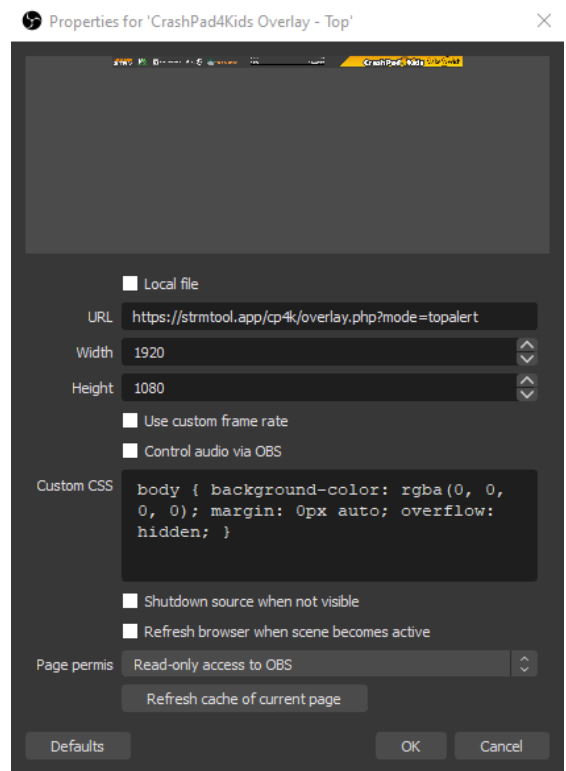 Properties for 'CrashPad4Kids Overlay - Top'
Local file
URL https://strmtool.app/cp4k/overlay.php?mode=topalert
Width 1920
Height 1080
Use custom frame rate
Control audio via OBS
Custom CSS
body { background-color: rgba(0, 0,
0, 0); margin: 0px auto; overflow:
hidden; }
Shutdown source when not visible
Refresh browser when scene becomes active
Page permis Read-only access to OBS
Refresh cache of current page
Defaults OK Cancel